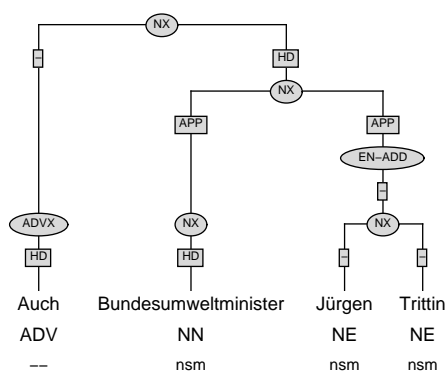 NX
– HD
NX
APP APP
EN–ADD
–
ADVX NX NX
HD HD – –
Auch Bundesumweltminister Jürgen Trittin
ADV NN NE NE
–– nsm nsm nsm